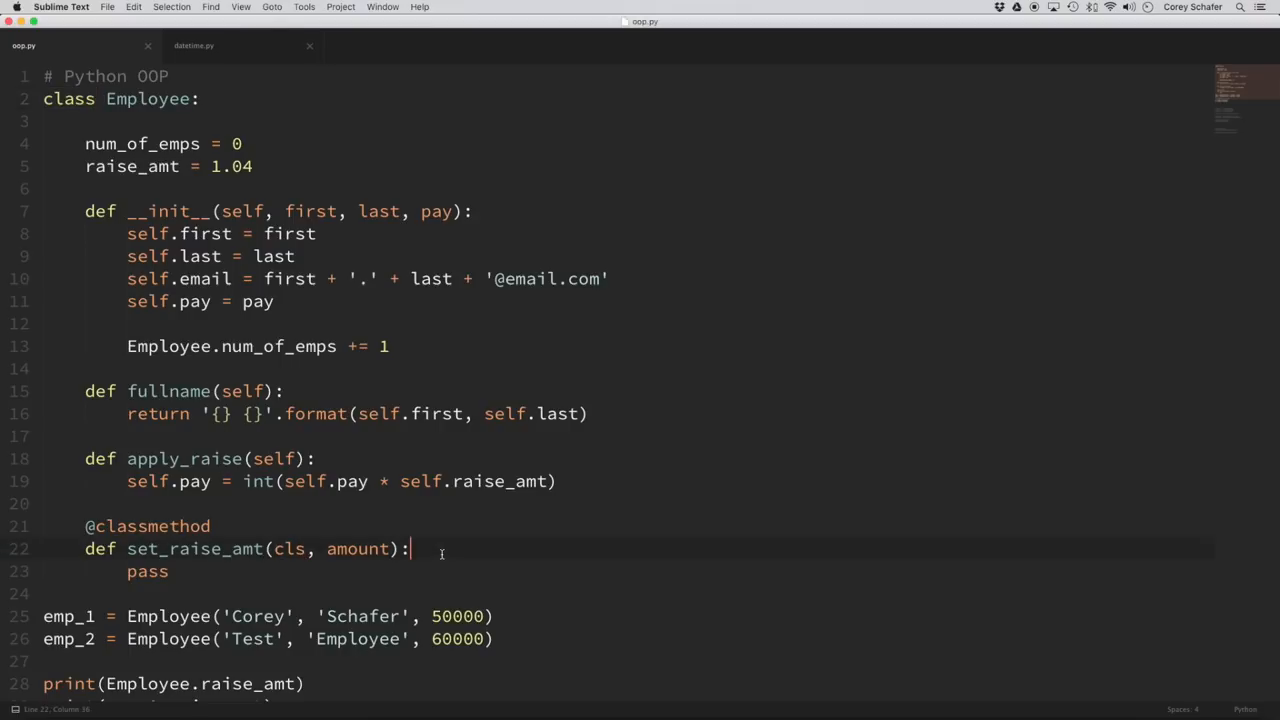 Sublime Text File Edit Selection Find View Goto Tools Project Window Help Corey Schafer
oop.py
oop.py datetime.py
1 # Python OOP
2 class Employee:
3
4 num_of_emps = 0
5 raise_amt = 1.04
6
7 def __init__(self, first, last, pay):
8 self.first = first
9 self.last = last
10 self.email = first + '.' + last + '@email.com'
11 self.pay = pay
12
13 Employee.num_of_emps += 1
14
15 def fullname(self):
16 return '{} {}'.format(self.first, self.last)
17
18 def apply_raise(self):
19 self.pay = int(self.pay * self.raise_amt)
20
21 @classmethod
22 def set_raise_amt(cls, amount):
23 pass
24
25 emp_1 = Employee('Corey', 'Schafer', 50000)
26 emp_2 = Employee('Test', 'Employee', 60000)
27
28 print(Employee.raise_amt)
Line 22, Column 36 Spaces: 4 Python